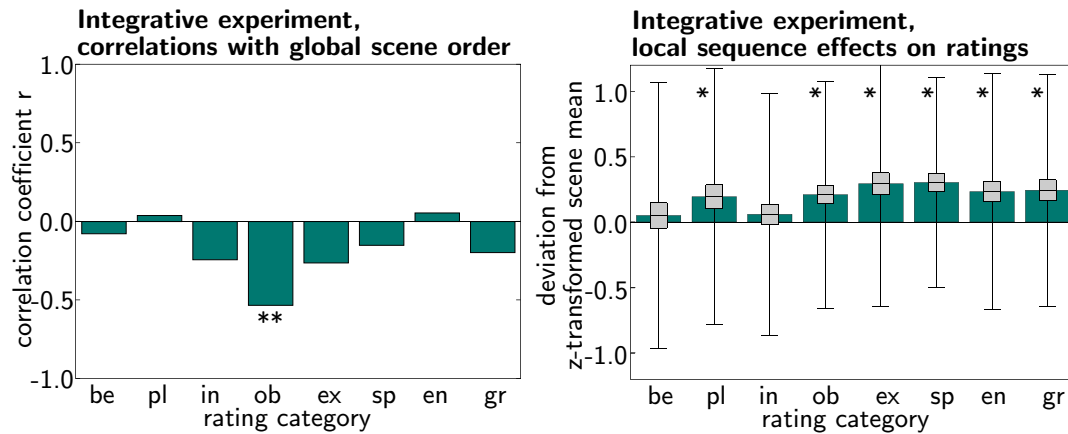 Integrative experiment,
correlations with global scene order
correlation coefficient r
1.0
0.5
0.0
-0.5
-1.0
**
be pl in ob ex sp en gr
rating category
Integrative experiment,
local sequence effects on ratings
deviation from
z-transformed scene mean
1.0
0.5
0.0
-0.5
-1.0
* * * * * *
be pl in ob ex sp en gr
rating category